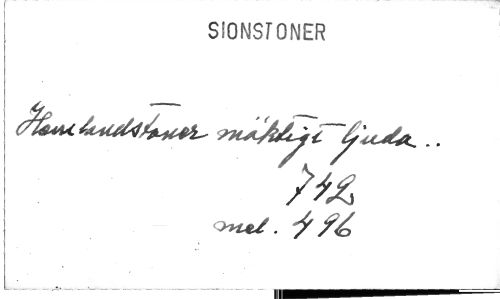 SIONSTONER
Hemlandstoner mäktigt ljuda..
742
mel. 496